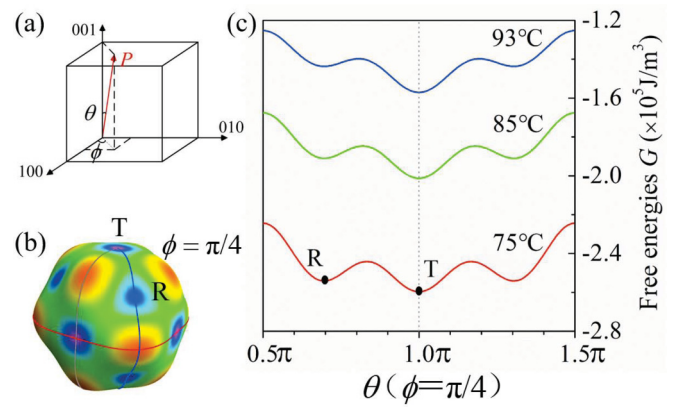 (a)
001
P
θ
010
100
ϕ
(b)
T
ϕ = π/4
R
(c)
93°C
85°C
75°C
R
T
-1.2
-1.6
-2.0
-2.4
-2.8
Free energies G (×10⁵J/m³)
0.5π
1.0π
1.5π
θ (ϕ=π/4)